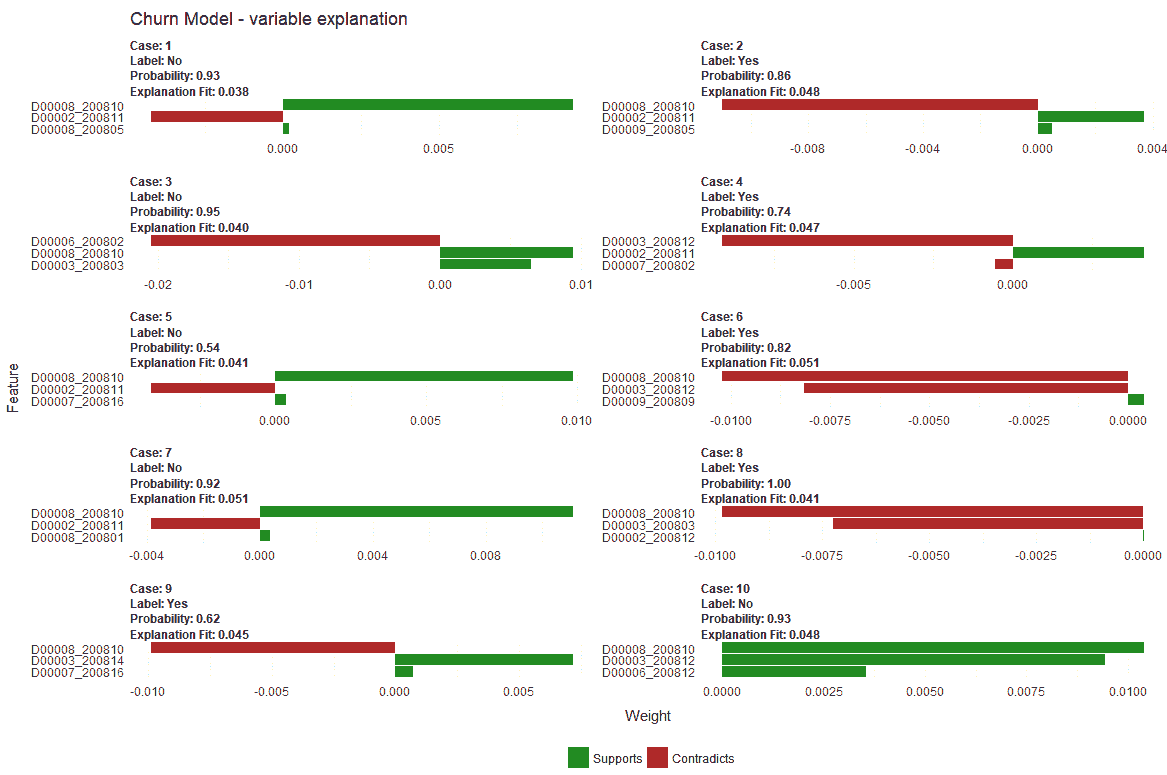 Churn Model - variable explanation
Case: 1
Label: No
Probability: 0.93
Explanation Fit: 0.038
D00008_200810
D00002_200811
D00008_200805
0.000 0.005
Case: 2
Label: Yes
Probability: 0.86
Explanation Fit: 0.048
D00008_200810
D00002_200811
D00009_200805
-0.008 -0.004 0.000 0.004
Case: 3
Label: No
Probability: 0.95
Explanation Fit: 0.040
D00006_200802
D00008_200810
D00003_200803
-0.02 -0.01 0.00 0.01
Case: 4
Label: Yes
Probability: 0.74
Explanation Fit: 0.047
D00003_200812
D00002_200811
D00007_200802
-0.005 0.000
Feature
Case: 5
Label: No
Probability: 0.54
Explanation Fit: 0.041
D00008_200810
D00002_200811
D00007_200816
0.000 0.005 0.010
Case: 6
Label: Yes
Probability: 0.82
Explanation Fit: 0.051
D00008_200810
D00003_200812
D00009_200809
-0.0100 -0.0075 -0.0050 -0.0025 0.0000
Case: 7
Label: No
Probability: 0.92
Explanation Fit: 0.051
D00008_200810
D00002_200811
D00008_200801
-0.004 0.000 0.004 0.008
Case: 8
Label: Yes
Probability: 1.00
Explanation Fit: 0.041
D00008_200810
D00003_200803
D00002_200812
-0.0100 -0.0075 -0.0050 -0.0025 0.0000
Case: 9
Label: Yes
Probability: 0.62
Explanation Fit: 0.045
D00008_200810
D00003_200814
D00007_200816
-0.010 -0.005 0.000 0.005
Case: 10
Label: No
Probability: 0.93
Explanation Fit: 0.048
D00008_200810
D00003_200812
D00006_200812
0.0000 0.0025 0.0050 0.0075 0.0100
Weight
Supports Contradicts